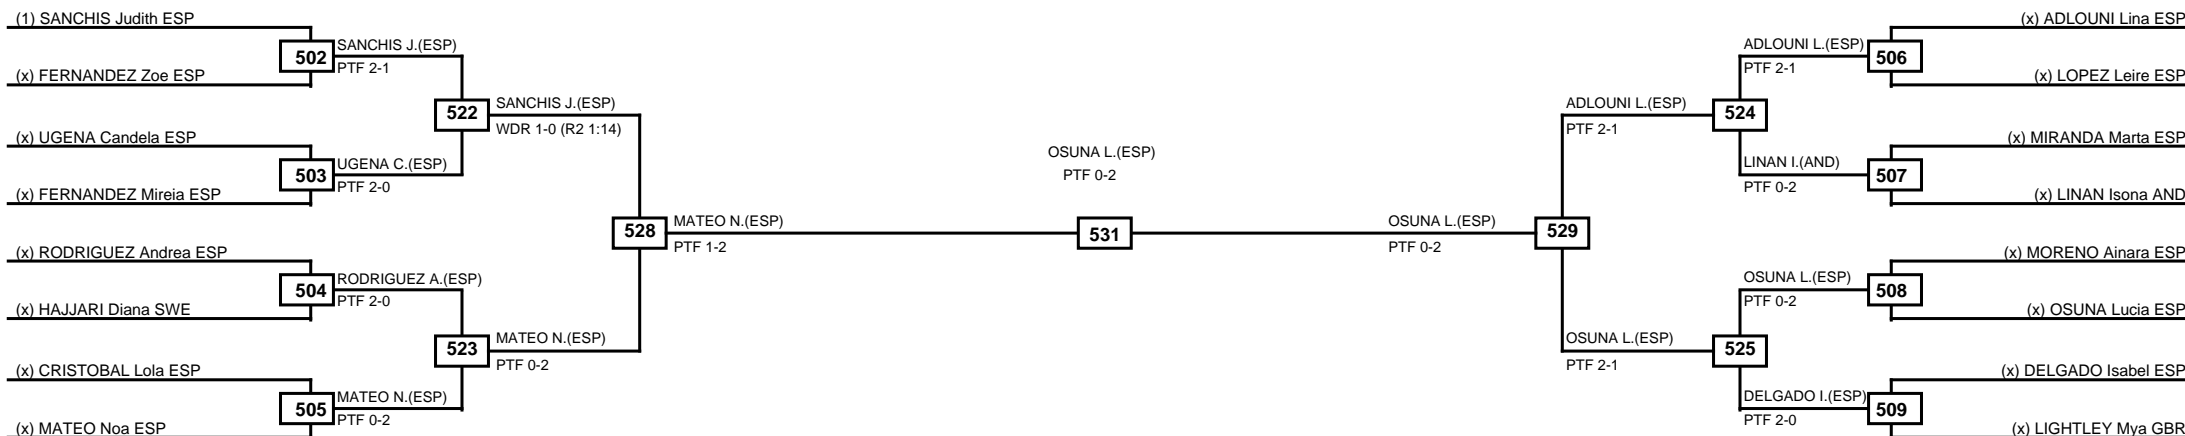 (1) SANCHIS Judith ESP
502
SANCHIS J.(ESP)
PTF 2-1
(x) FERNANDEZ Zoe ESP
522
SANCHIS J.(ESP)
WDR 1-0 (R2 1:14)
(x) UGENA Candela ESP
503
UGENA C.(ESP)
PTF 2-0
(x) FERNANDEZ Mireia ESP
528
MATEO N.(ESP)
PTF 1-2
(x) RODRIGUEZ Andrea ESP
504
RODRIGUEZ A.(ESP)
PTF 2-0
(x) HAJJARI Diana SWE
523
MATEO N.(ESP)
PTF 0-2
(x) CRISTOBAL Lola ESP
505
MATEO N.(ESP)
PTF 0-2
(x) MATEO Noa ESP
OSUNA L.(ESP)
PTF 0-2
531
(x) ADLOUNI Lina ESP
ADLOUNI L.(ESP)
PTF 2-1
506
(x) LOPEZ Leire ESP
ADLOUNI L.(ESP)
PTF 2-1
524
(x) MIRANDA Marta ESP
LINAN I.(AND)
PTF 0-2
507
(x) LINAN Isona AND
OSUNA L.(ESP)
PTF 0-2
529
(x) MORENO Ainara ESP
OSUNA L.(ESP)
PTF 0-2
508
(x) OSUNA Lucia ESP
OSUNA L.(ESP)
PTF 2-1
525
(x) DELGADO Isabel ESP
DELGADO I.(ESP)
PTF 2-0
509
(x) LIGHTLEY Mya GBR